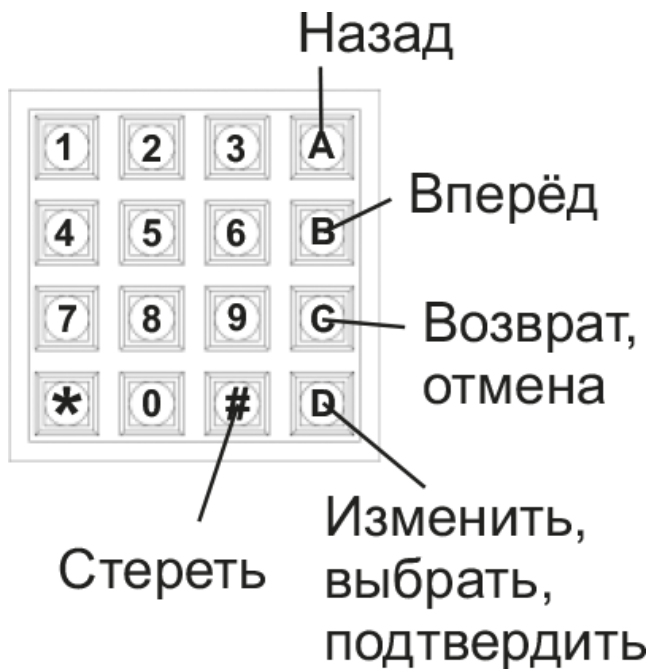 Назад
1 2 3 A
Вперёд
4 5 6 B
7 8 9 C
Возврат,
отмена
* 0 # D
Стереть
Изменить,
выбрать,
подтвердить